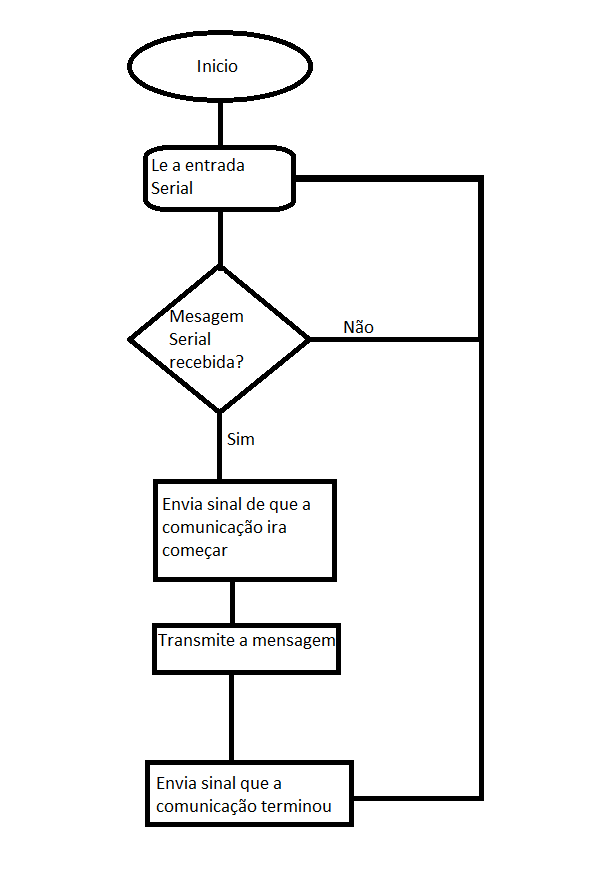 Inicio
Le a entrada
Serial
Mesagem
Serial
recebida?
Não
Sim
Envia sinal de que a
comunicação ira
começar
Transmite a mensagem
Envia sinal que a
comunicação terminou